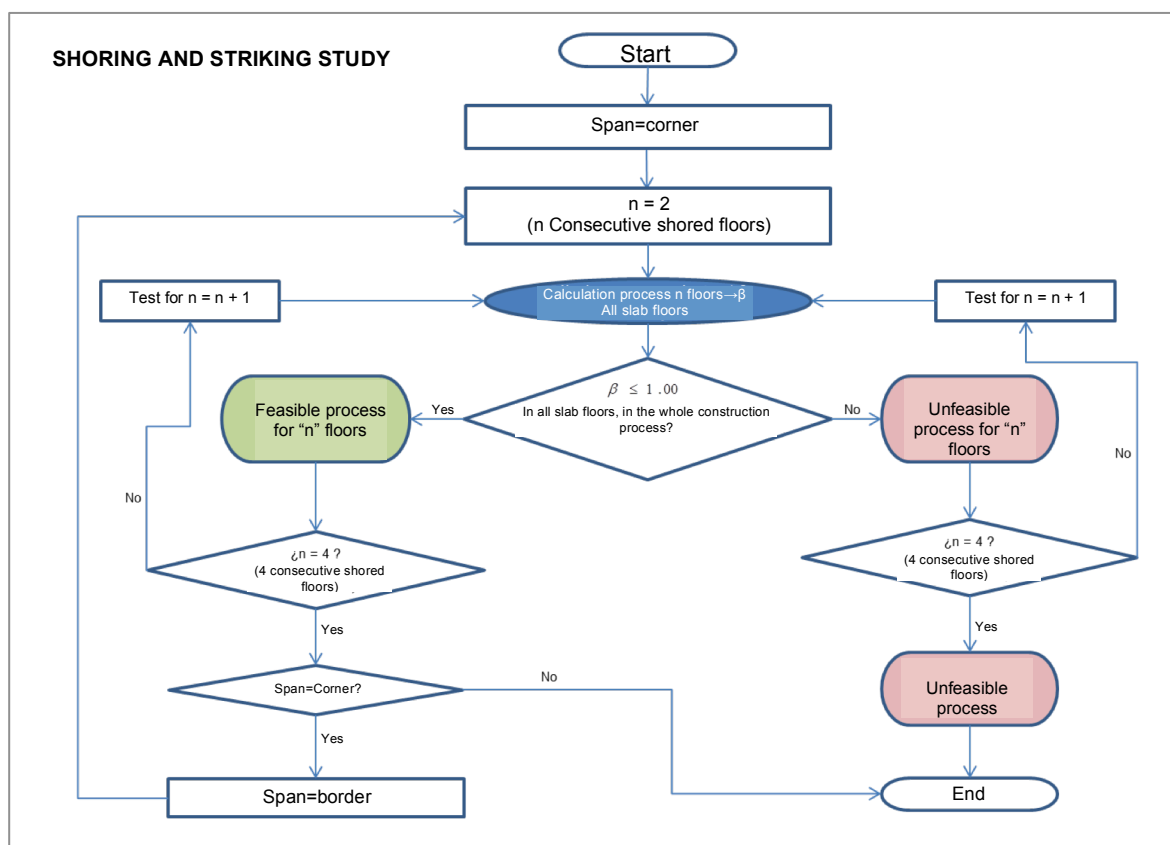 SHORING AND STRIKING STUDY
Start
Span=corner
n = 2
(n Consecutive shored floors)
Test for n = n + 1
Calculation process n floors→β
All slab floors
Test for n = n + 1
β ≤ 1.00
In all slab floors, in the whole construction
process?
Yes
No
Feasible process
for “n” floors
Unfeasible
process for “n”
floors
No
No
¿n = 4 ?
(4 consecutive shored
floors)
¿n = 4 ?
(4 consecutive shored
floors)
Yes
Yes
Span=Corner?
No
Unfeasible
process
Yes
Span=border
End